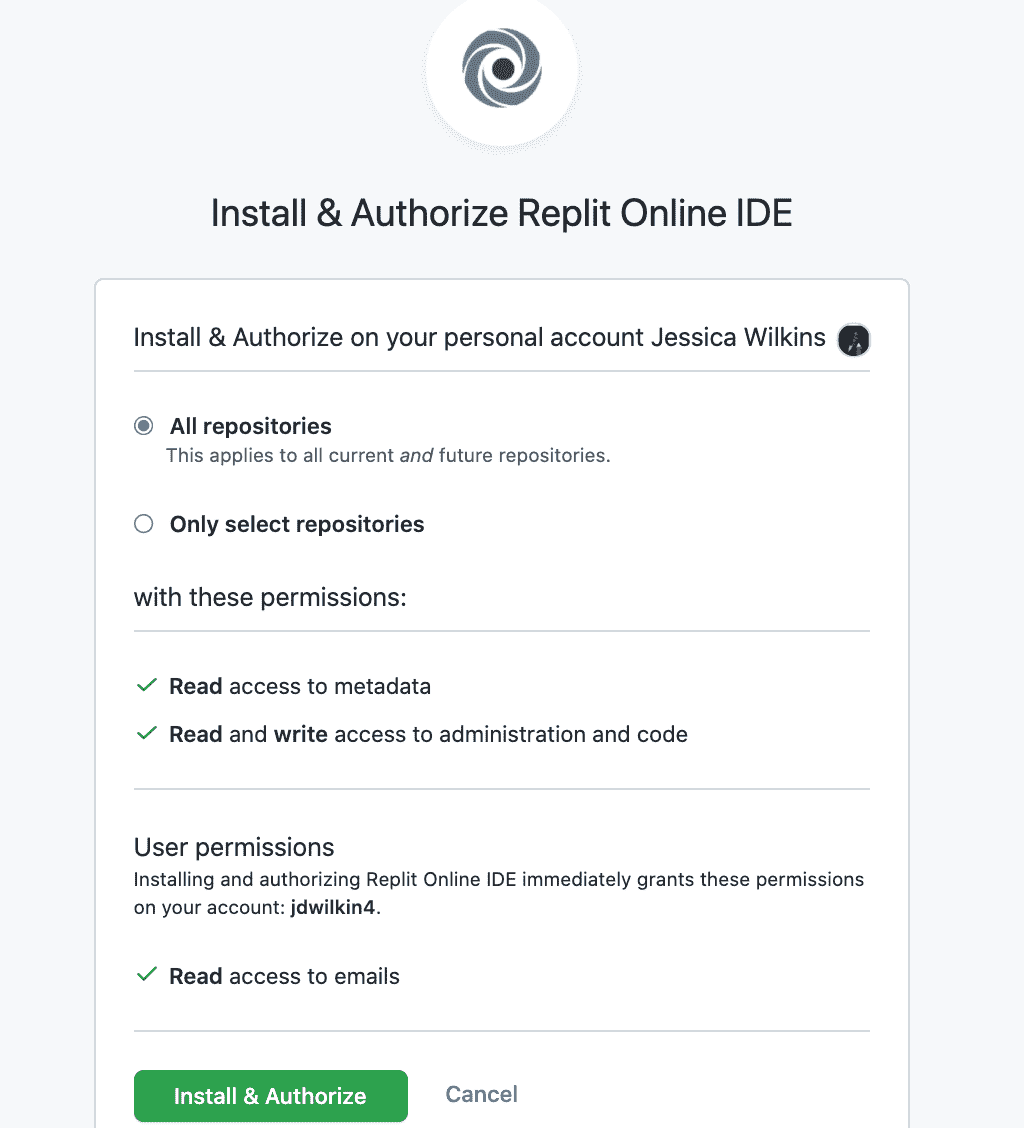 Install & Authorize Replit Online IDE
Install & Authorize on your personal account Jessica Wilkins
All repositories
This applies to all current and future repositories.
Only select repositories
with these permissions:
Read access to metadata
Read and write access to administration and code
User permissions
Installing and authorizing Replit Online IDE immediately grants these permissions
on your account: jdwilkin4.
Read access to emails
Install & Authorize
Cancel